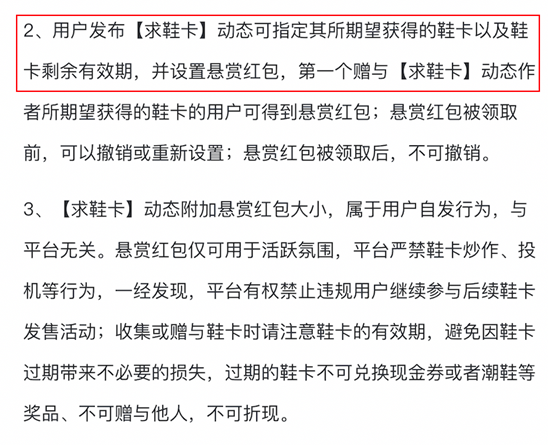 2、用户发布【求鞋卡】动态可指定其所期望获得的鞋卡以及鞋
卡剩余有效期，并设置悬赏红包，第一个赠与【求鞋卡】动态作
者所期望获得的鞋卡的用户可得到悬赏红包；悬赏红包被领取
前，可以撤销或重新设置；悬赏红包被领取后，不可撤销。
3、【求鞋卡】动态附加悬赏红包大小，属于用户自发行为，与
平台无关。悬赏红包仅可用于活跃氛围，平台严禁鞋卡炒作、投
机等行为，一经发现，平台有权禁止违规用户继续参与后续鞋卡
发售活动；收集或赠与鞋卡时请注意鞋卡的有效期，避免因鞋卡
过期带来不必要的损失，过期的鞋卡不可兑换现金券或者潮鞋等
奖品、不可赠与他人，不可折现。